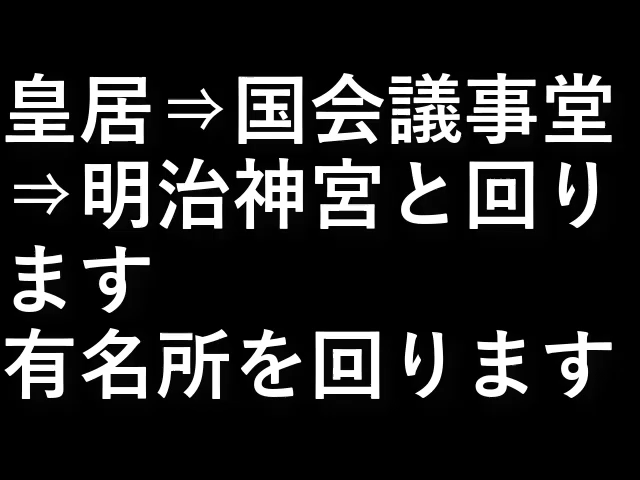 皇居⇒国会議事堂
⇒明治神宮と回り
ます
有名所を回ります